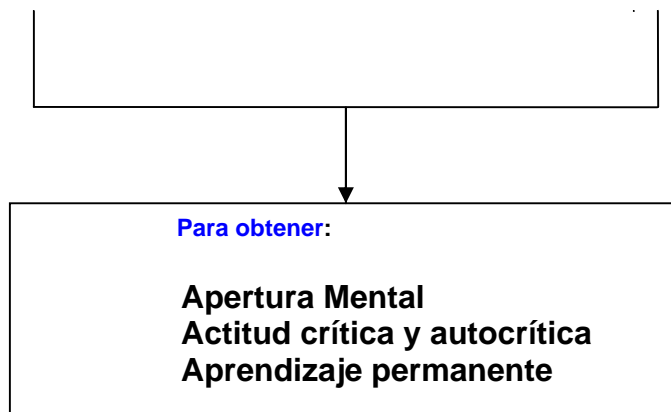 Para obtener:
Apertura Mental
Actitud crítica y autocrítica
Aprendizaje permanente